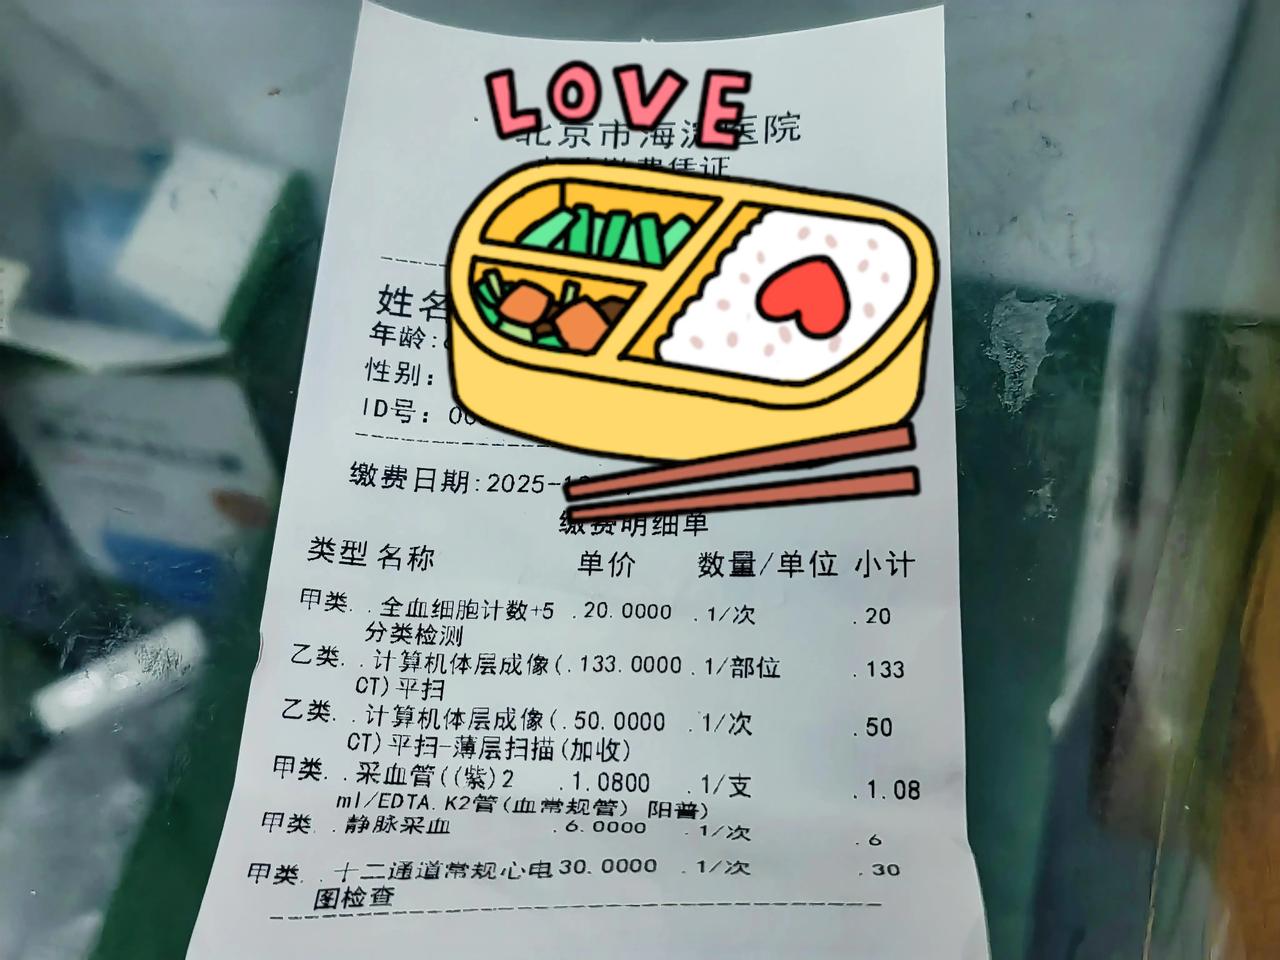 LOVE
北京市海淀医院
缴费凭证
姓名
年龄:
性别:
ID号: 00
缴费日期:2025-
缴费明细单
类型 名称 单价 数量/单位 小计
甲类..全血细胞计数+5 .20.0000 .1/次 .20
分类检测
乙类..计算机体层成像(.133.0000 .1/部位 .133
CT)平扫
乙类..计算机体层成像(.50.0000 .1/次 .50
CT)平扫-薄层扫描(加收)
甲类..采血管((紫)2 .1.0800 .1/支 .1.08
ml/EDTA.K2管(血常规管) 阳普)
甲类..静脉采血 .6.0000 .1/次 .6
甲类..十二通道常规心电30.0000 .1/次 .30
图检查